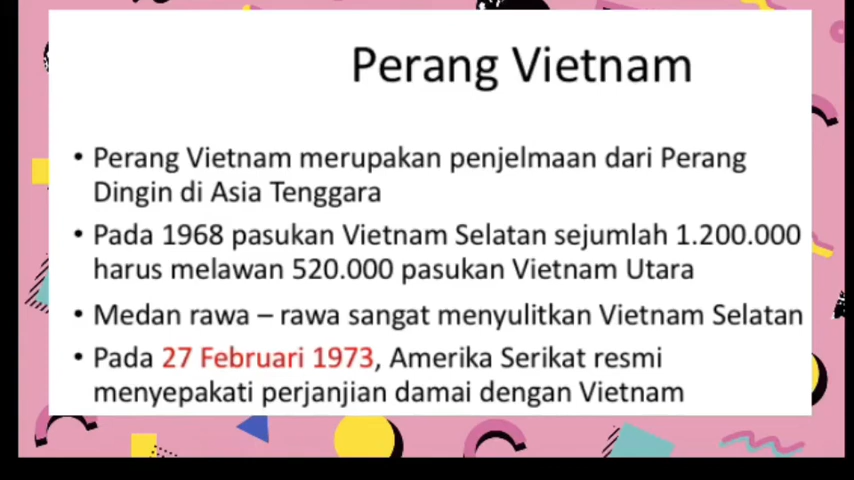 Perang Vietnam
• Perang Vietnam merupakan penjelmaan dari Perang
Dingin di Asia Tenggara
• Pada 1968 pasukan Vietnam Selatan sejumlah 1.200.000
harus melawan 520.000 pasukan Vietnam Utara
• Medan rawa – rawa sangat menyulitkan Vietnam Selatan
• Pada 27 Februari 1973, Amerika Serikat resmi
menyepakati perjanjian damai dengan Vietnam